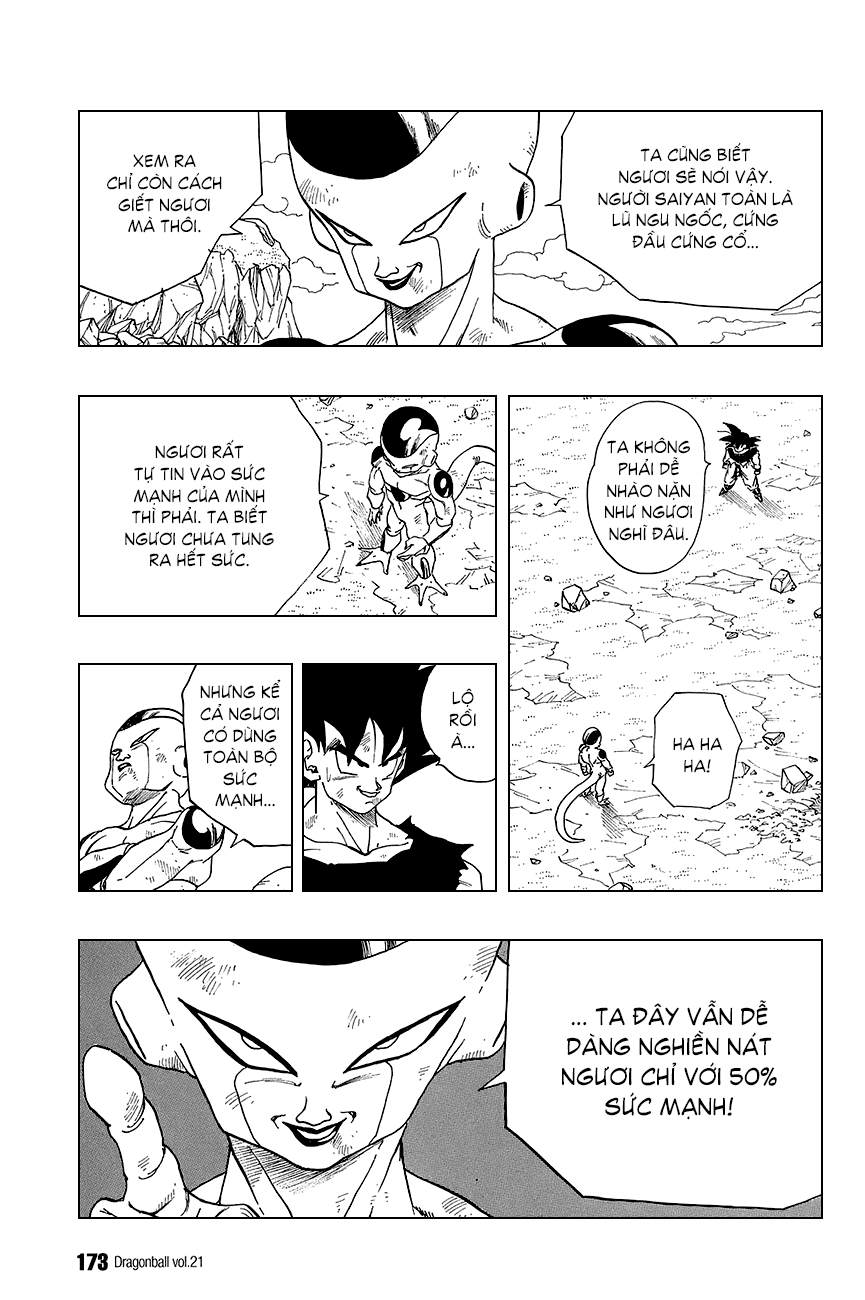 TA CŨNG BIẾT
NGƯƠI SẼ NÓI VẬY.
NGƯỜI SAIYAN TOÀN LÀ
LŨ NGU NGỐC, CỨNG
ĐẦU CỨNG CỔ...
XEM RA
CHỈ CÒN CÁCH
GIẾT NGƯƠI
MÀ THÔI.
TA KHÔNG
PHẢI DỄ
NHÀO NẶN
NHƯ NGƯƠI
NGHĨ ĐÂU.
HA HA
HA!
NGƯƠI RẤT
TỰ TIN VÀO SỨC
MẠNH CỦA MÌNH
THÌ PHẢI. TA BIẾT
NGƯƠI CHƯA TUNG
RA HẾT SỨC.
LỘ
RỒI
À...
NHƯNG KỂ
CẢ NGƯƠI
CÓ DÙNG
TOÀN BỘ
SỨC
MẠNH...
... TA ĐÂY VẪN DỄ
DÀNG NGHIỀN NÁT
NGƯƠI CHỈ VỚI 50%
SỨC MẠNH!
173 Dragonball vol.21